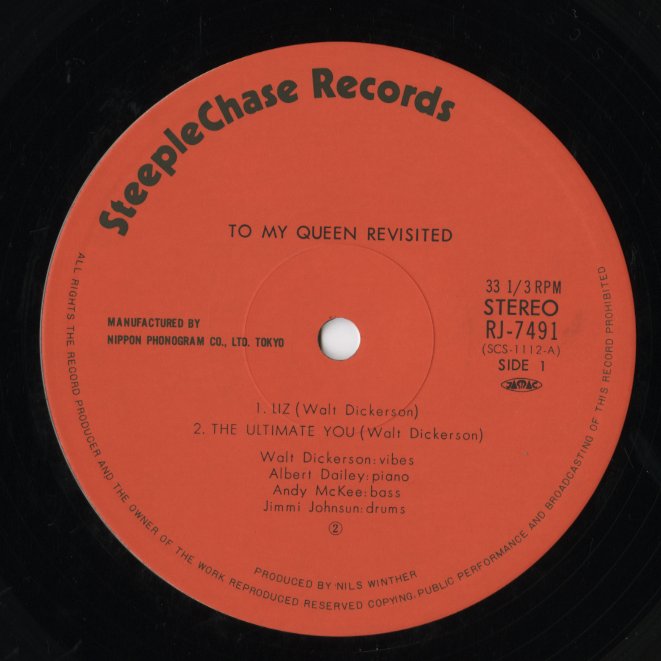 SteepleChase Records
TO MY QUEEN REVISITED
33 1/3 RPM
STEREO
RJ-7491
(SCS-1112-A)
SIDE 1
JASRAC
MANUFACTURED BY
NIPPON PHONOGRAM CO., LTD. TOKYO
1. LIZ (Walt Dickerson)
2. THE ULTIMATE YOU (Walt Dickerson)
Walt Dickerson:vibes
Albert Dailey:piano
Andy McKee:bass
Jimmi Johnsun:drums
2
PRODUCED BY NILS WINTHER
ALL RIGHTS THE RECORD PRODUCER AND THE OWNER OF THE WORK REPRODUCED RESERVED COPYING. PUBLIC PERFORMANCE AND BROADCASTING OF THIS RECORD PROHIBITED